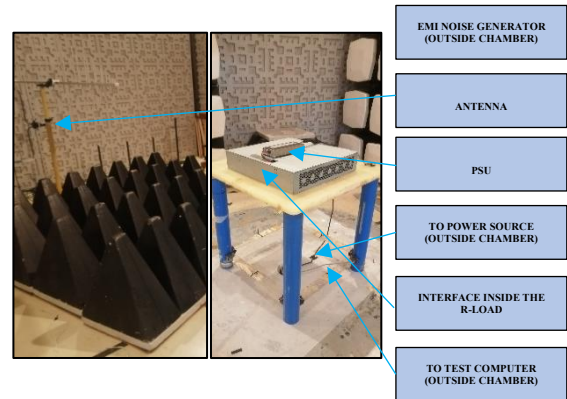 EMI NOISE GENERATOR
(OUTSIDE CHAMBER)
ANTENNA
PSU
TO POWER SOURCE
(OUTSIDE CHAMBER)
INTERFACE INSIDE THE
R-LOAD
TO TEST COMPUTER
(OUTSIDE CHAMBER)